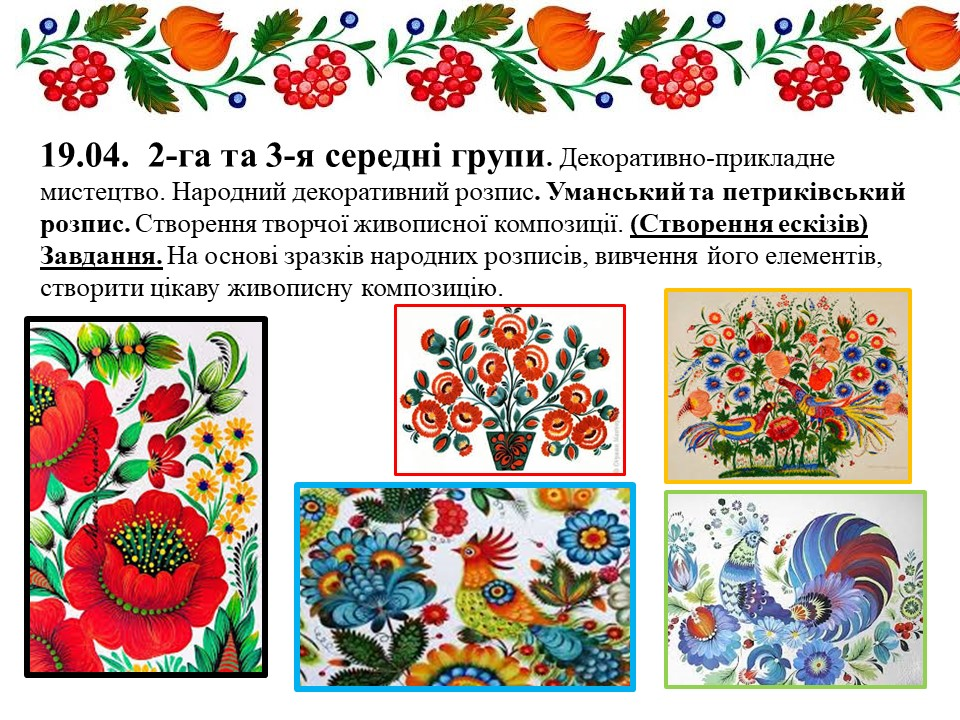 19.04. 2-га та 3-я середні групи. Декоративно-прикладне
мистецтво. Народний декоративний розпис. Уманський та петриківський
розпис. Створення творчої живописної композиції. (Створення ескізів)
Завдання. На основі зразків народних розписів, вивчення його елементів,
створити цікаву живописну композицію.